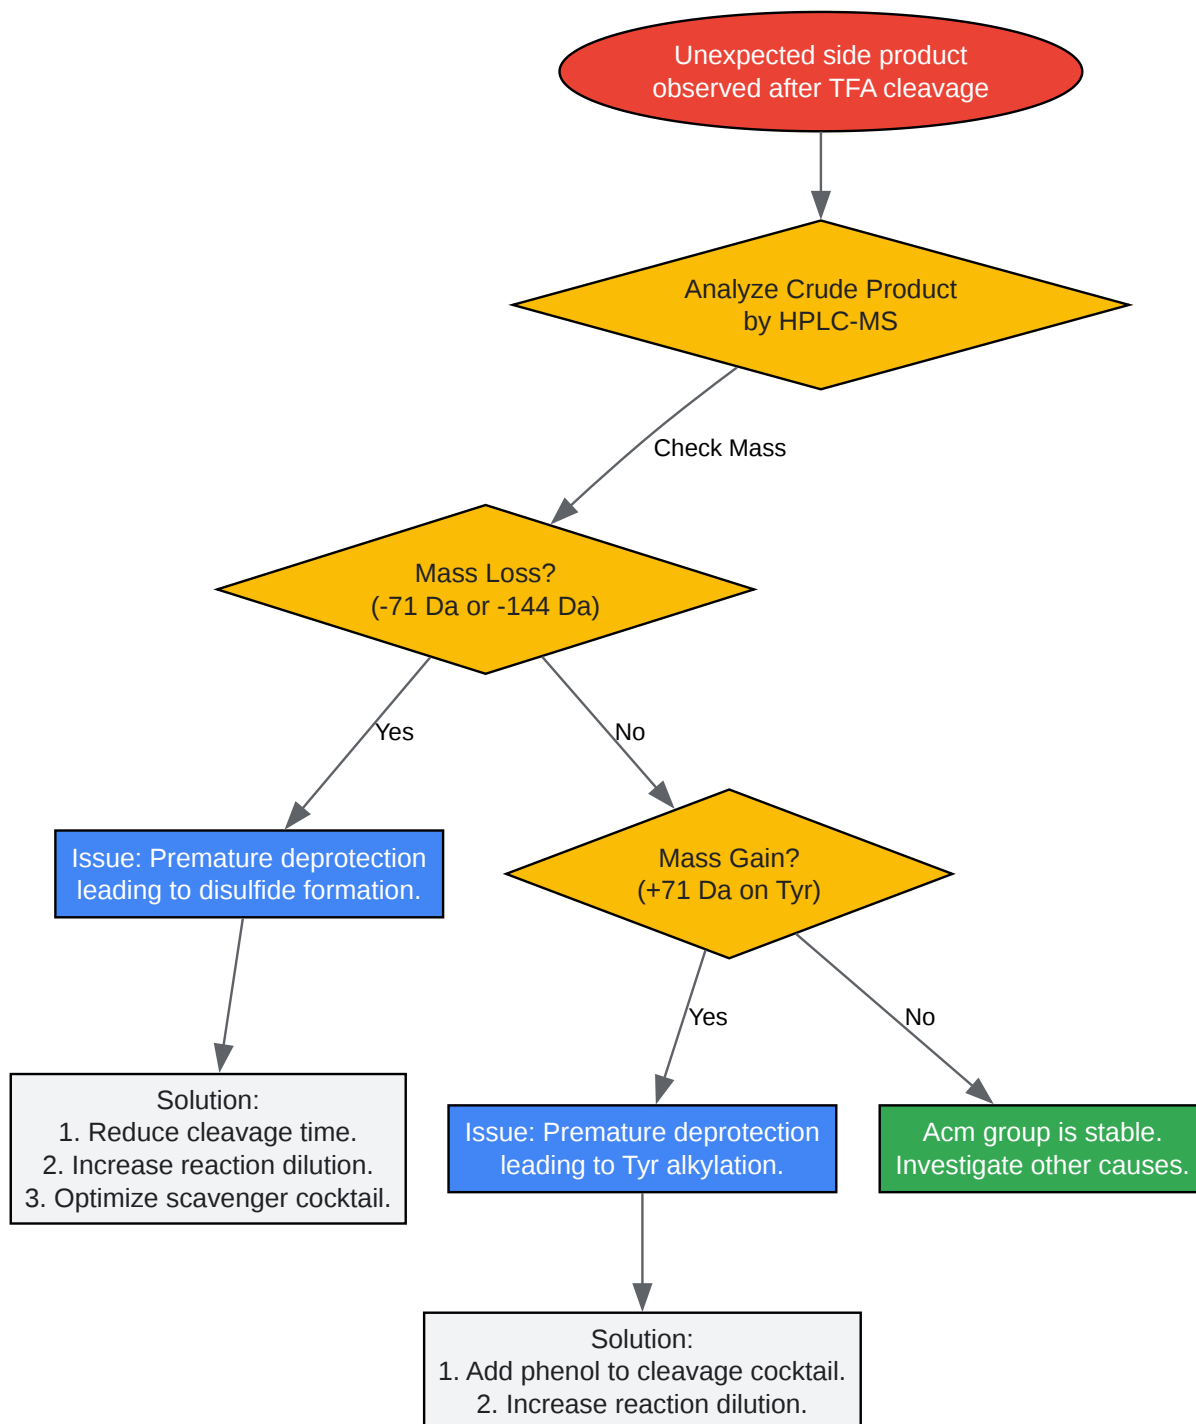 Unexpected side product
observed after TFA cleavage
Analyze Crude Product
by HPLC-MS
Check Mass
Mass Loss?
(-71 Da or -144 Da)
Yes
No
Issue: Premature deprotection
leading to disulfide formation.
Mass Gain?
(+71 Da on Tyr)
Yes
No
Solution:
1. Reduce cleavage time.
2. Increase reaction dilution.
3. Optimize scavenger cocktail.
Issue: Premature deprotection
leading to Tyr alkylation.
Acm group is stable.
Investigate other causes.
Solution:
1. Add phenol to cleavage cocktail.
2. Increase reaction dilution.